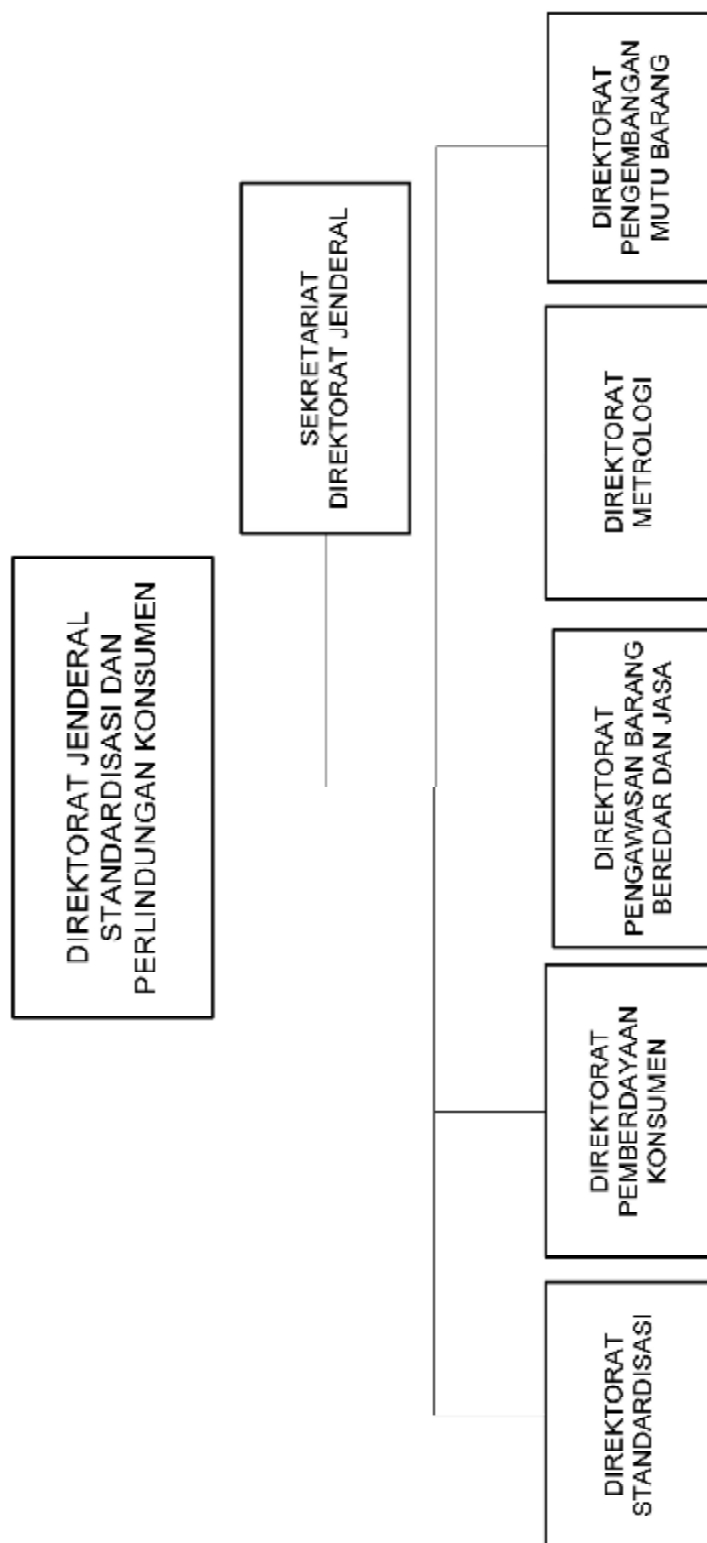 DIREKTORAT JENDERAL
STANDARDISASI DAN
PERLINDUNGAN KONSUMEN
SEKRETARIAT
DIREKTORAT JENDERAL
DIREKTORAT
STANDARDISASI
DIREKTORAT
PEMBERDAYAAN
KONSUMEN
DIREKTORAT
PENGAWASAN BARANG
BEREDAR DAN JASA
DIREKTORAT
METROLOGI
DIREKTORAT
PENGEMBANGAN
MUTU BARANG